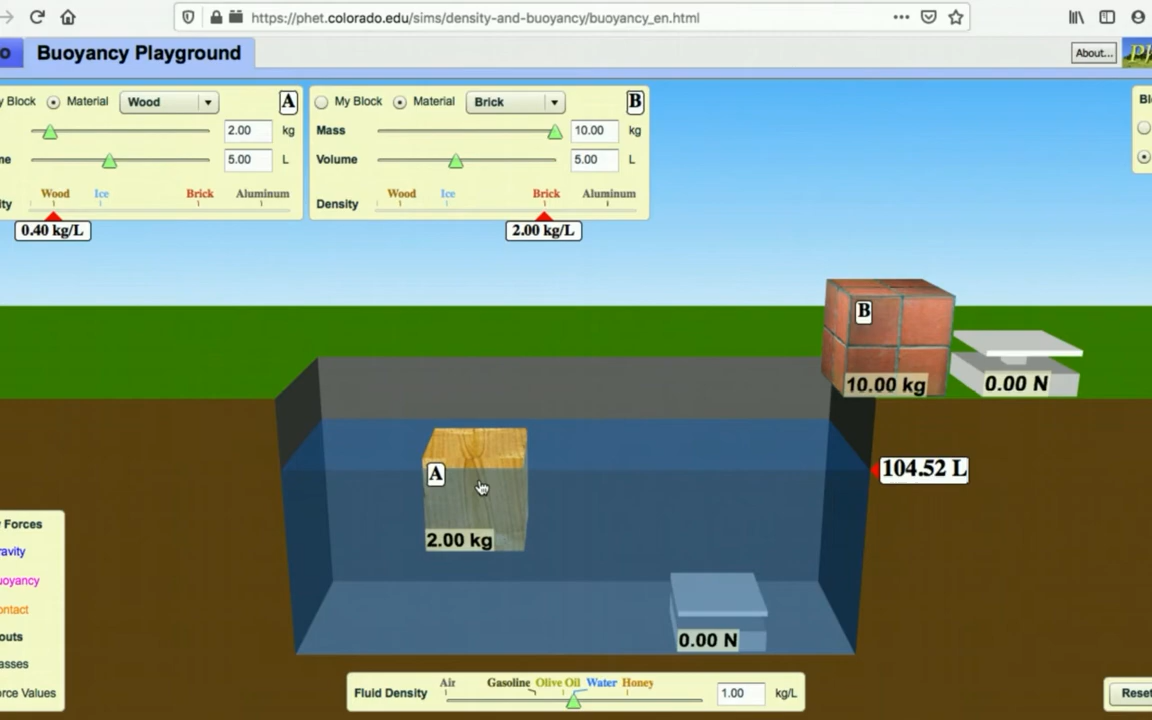 https://phet.colorado.edu/sims/density-and-buoyancy/buoyancy_en.html
o Buoyancy Playground About... Ph
y Block Material Wood A
2.00 kg
me 5.00 L
Wood Ice Brick Aluminum
ity
0.40 kg/L
My Block Material Brick B
Mass 10.00 kg
Volume 5.00 L
Wood Ice Brick Aluminum
Density
2.00 kg/L
Bl
B
10.00 kg
0.00 N
A
104.52 L
2.00 kg
0.00 N
Forces
ravity
uoyancy
ontact
outs
asses
orce Values
Air Gasoline Olive Oil Water Honey
Fluid Density 1.00 kg/L
Reset